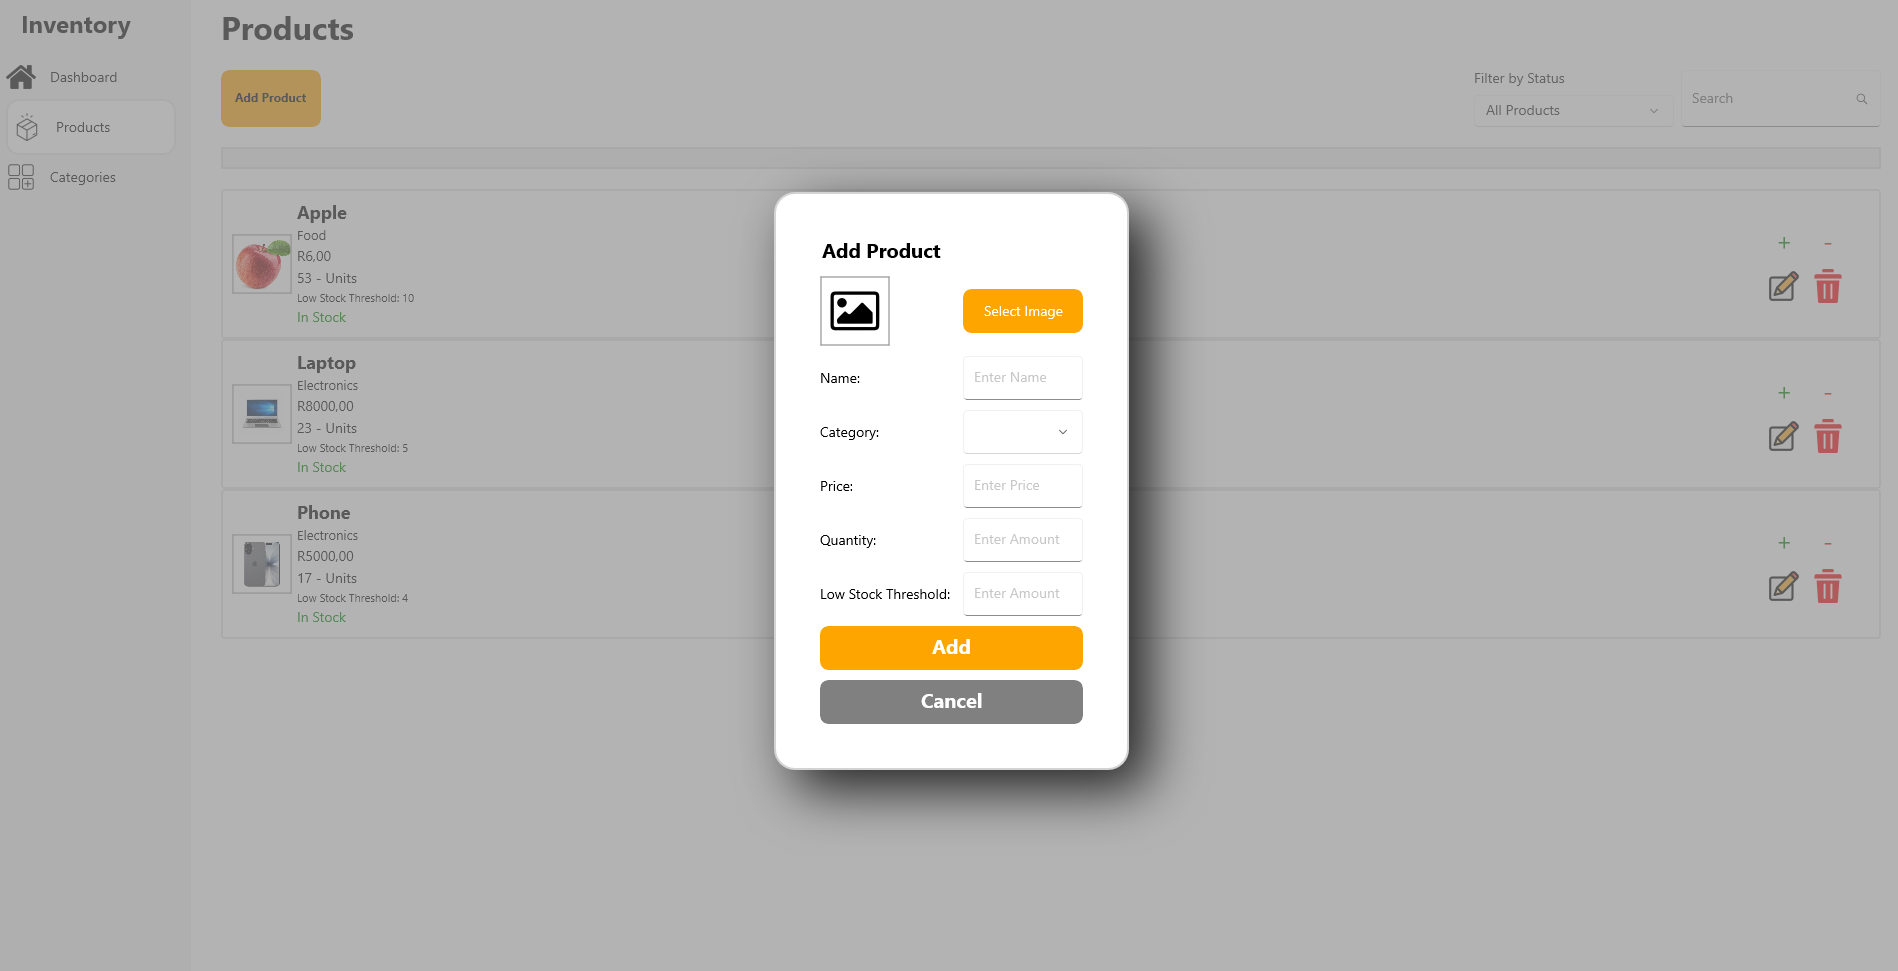 Inventory
Dashboard
Products
Categories
Products
Add Product
Filter by Status
All Products
Search
Apple
Food
R6,00
53 - Units
Low Stock Threshold: 10
In Stock
+ -
Laptop
Electronics
R8000,00
23 - Units
Low Stock Threshold: 5
In Stock
+ -
Phone
Electronics
R5000,00
17 - Units
Low Stock Threshold: 4
In Stock
+ -
Add Product
Select Image
Name: Enter Name
Category:
Price: Enter Price
Quantity: Enter Amount
Low Stock Threshold: Enter Amount
Add
Cancel